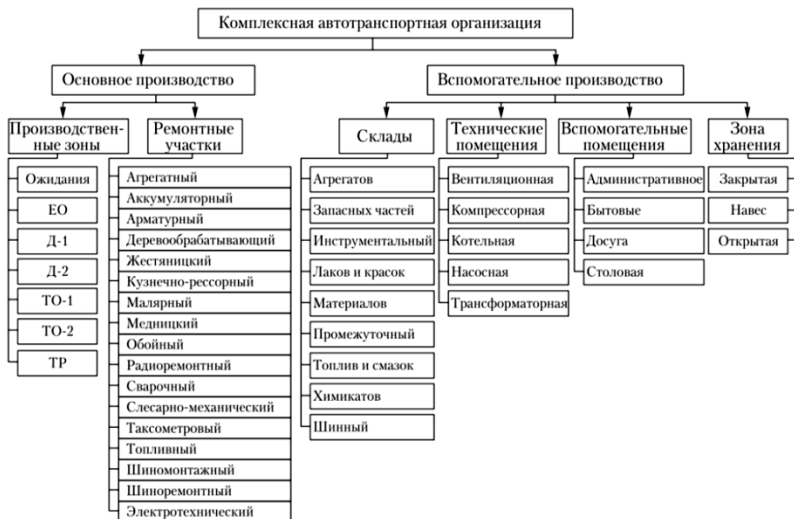 Комплексная автотранспортная организация
Основное производство
Вспомогательное производство
Производствен-
ные зоны
Ремонтные
участки
Склады
Технические
помещения
Вспомогательные
помещения
Зона
хранения
Ожидания
ЕО
Д-1
Д-2
ТО-1
ТО-2
ТР
Агрегатный
Аккумуляторный
Арматурный
Деревообрабатывающий
Жестяницкий
Кузнечно-рессорный
Малярный
Медницкий
Обойный
Радиоремонтный
Сварочный
Слесарно-механический
Таксометровый
Топливный
Шиномонтажный
Шиноремонтный
Электротехнический
Агрегатов
Запасных частей
Инструментальный
Лаков и красок
Материалов
Промежуточный
Топлив и смазок
Химикатов
Шинный
Вентиляционная
Компрессорная
Котельная
Насосная
Трансформаторная
Административное
Бытовые
Досуга
Столовая
Закрытая
Навес
Открытая